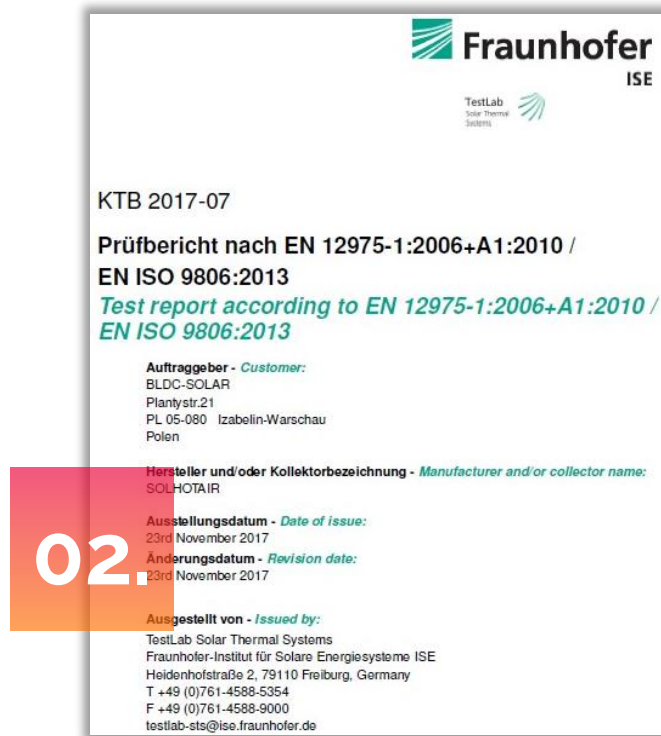 Fraunhofer
ISE
TestLab
Solar Thermal
Systems
KTB 2017-07
Prüfbericht nach EN 12975-1:2006+A1:2010 /
EN ISO 9806:2013
Test report according to EN 12975-1:2006+A1:2010 /
EN ISO 9806:2013
Auftraggeber - Customer:
BLDC-SOLAR
Plantystr.21
PL 05-080 Izabelin-Warschau
Polen
Hersteller und/oder Kollektorbezeichnung - Manufacturer and/or collector name:
SOLHOTAIR
Ausstellungsdatum - Date of issue:
23rd November 2017
Änderungsdatum - Revision date:
23rd November 2017
02.
Ausgestellt von - Issued by:
TestLab Solar Thermal Systems
Fraunhofer-Institut für Solare Energiesysteme ISE
Heidenhofstraße 2, 79110 Freiburg, Germany
T +49 (0)761-4588-5354
F +49 (0)761-4588-9000
testlab-sts@ise.fraunhofer.de